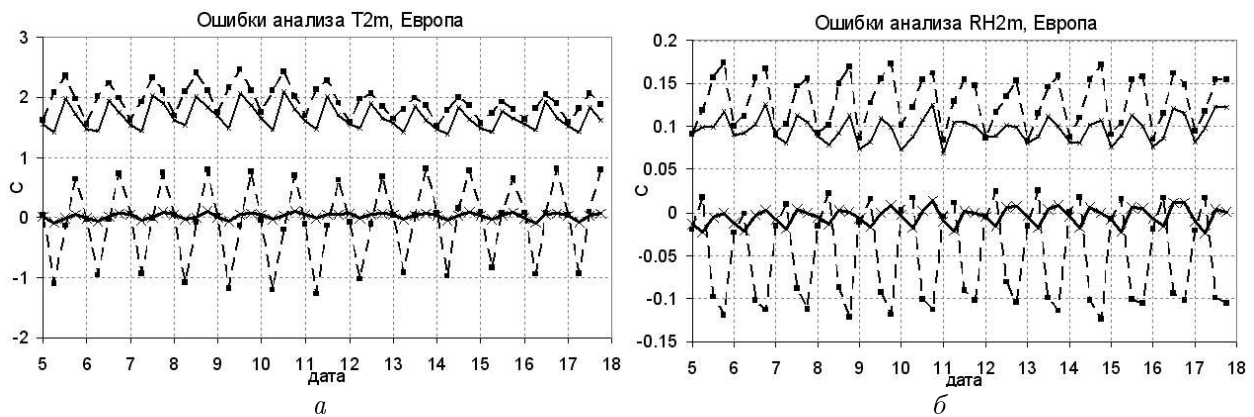 Ошибки анализа T2m, Европа
3
2
1
0
-1
-2
С
5 6 7 8 9 10 11 12 13 14 15 16 17 18
дата
а
Ошибки анализа RH2m, Европа
0.2
0.15
0.1
0.05
0
-0.05
-0.1
-0.15
С
5 6 7 8 9 10 11 12 13 14 15 16 17 18
дата
б